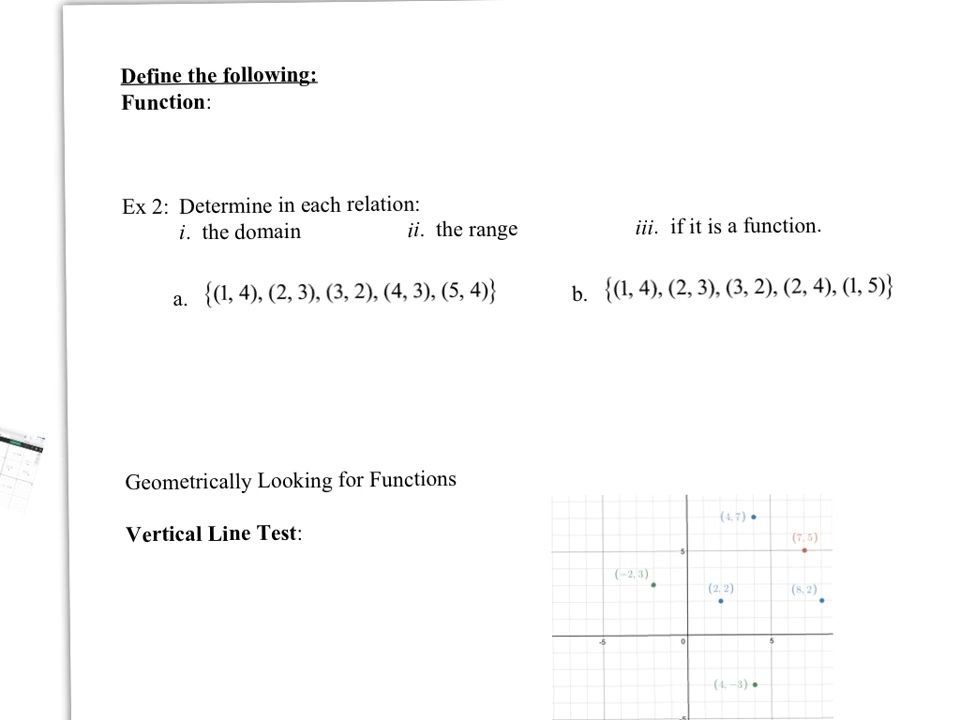 Define the following:
Function:
Ex 2: Determine in each relation:
i. the domain
ii. the range
iii. if it is a function.
a. {(1, 4), (2, 3), (3, 2), (4, 3), (5, 4)}
b. {(1, 4), (2, 3), (3, 2), (2, 4), (1, 5)}
Geometrically Looking for Functions
Vertical Line Test:
(4, 7)
(7, 5)
5
(−2, 3)
(2, 2)
(8, 2)
-5
0
5
(4, −3)
-5